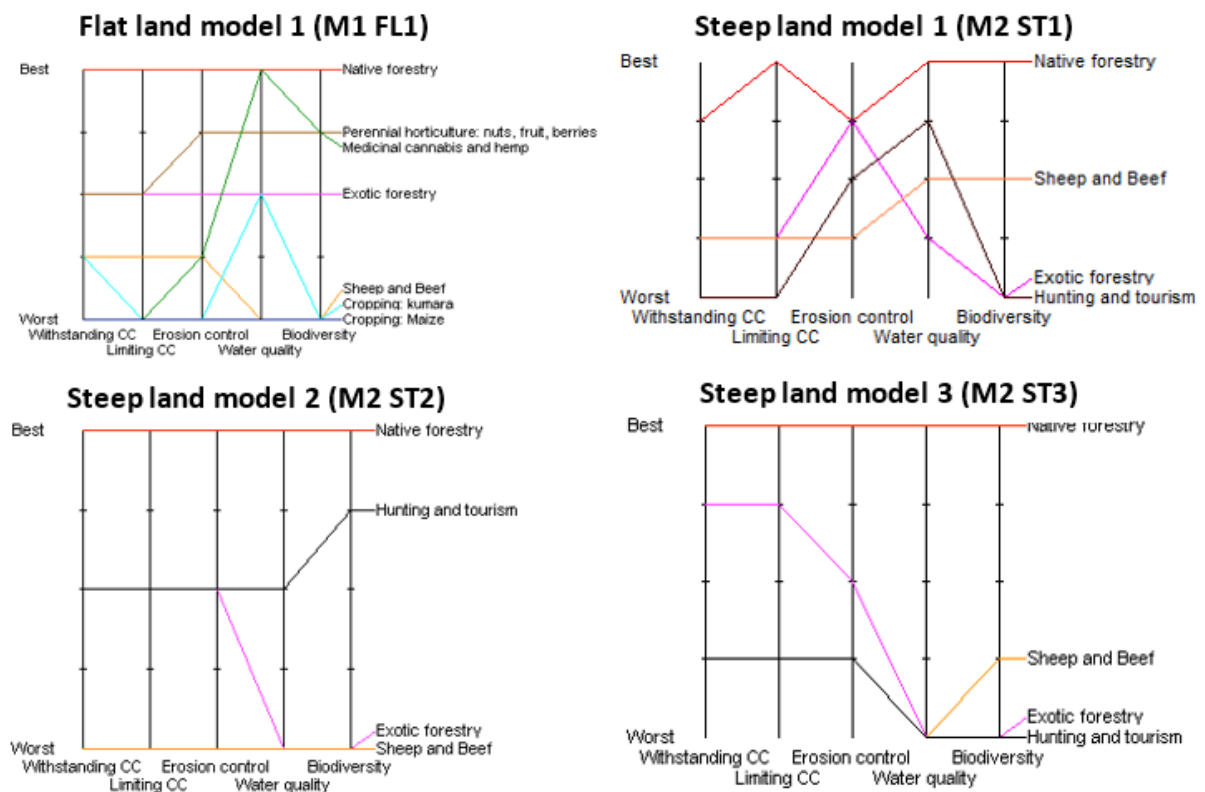 Flat land model 1 (M1 FL1)
Best
Native forestry
Perennial horticulture: nuts, fruit, berries
Medicinal cannabis and hemp
Exotic forestry
Sheep and Beef
Cropping: kumara
Worst
Cropping: Maize
Withstanding CC
Erosion control
Biodiversity
Limiting CC
Water quality
Steep land model 1 (M2 ST1)
Best
Native forestry
Sheep and Beef
Exotic forestry
Worst
Hunting and tourism
Withstanding CC
Erosion control
Biodiversity
Limiting CC
Water quality
Steep land model 2 (M2 ST2)
Best
Native forestry
Hunting and tourism
Exotic forestry
Worst
Sheep and Beef
Withstanding CC
Erosion control
Biodiversity
Limiting CC
Water quality
Steep land model 3 (M2 ST3)
Best
Native forestry
Sheep and Beef
Exotic forestry
Worst
Hunting and tourism
Withstanding CC
Erosion control
Biodiversity
Limiting CC
Water quality